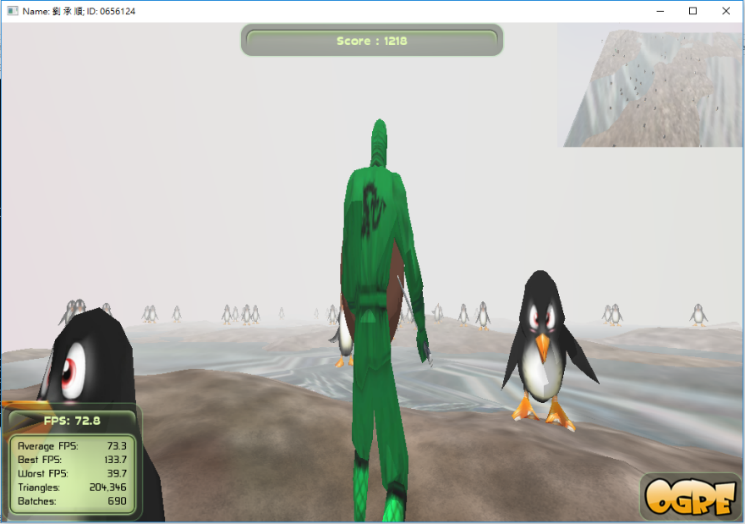 Name: 劉 承 順; ID: 0656124
Score : 1218
FPS: 72.8
Average FPS: 73.3
Best FPS: 133.7
Worst FPS: 39.7
Triangles: 204,346
Batches: 690
OGRE